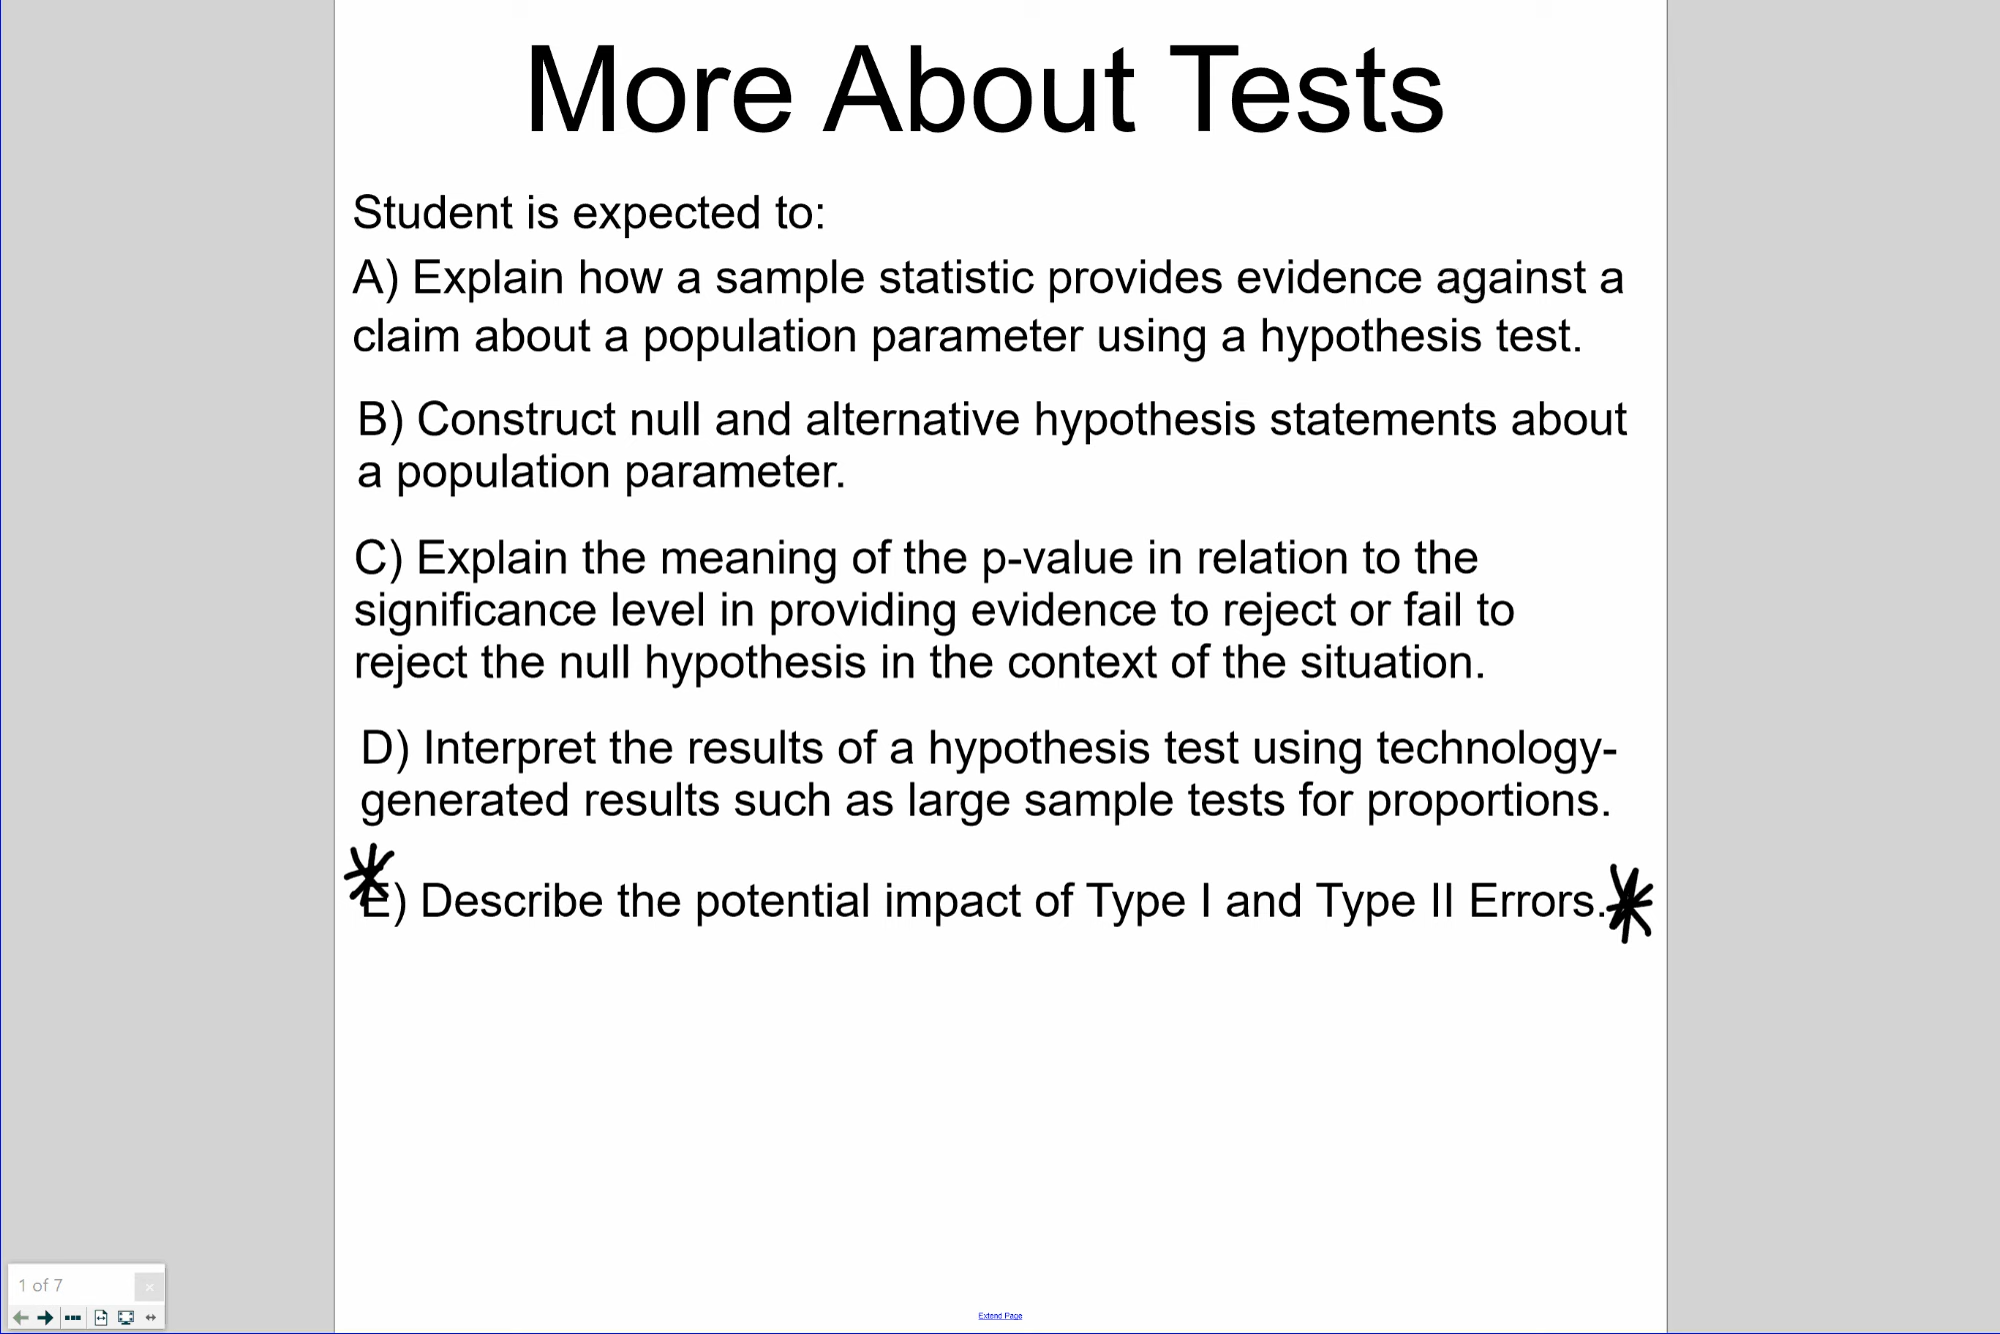 More About Tests
Student is expected to:
A) Explain how a sample statistic provides evidence against a
claim about a population parameter using a hypothesis test.
B) Construct null and alternative hypothesis statements about
a population parameter.
C) Explain the meaning of the p-value in relation to the
significance level in providing evidence to reject or fail to
reject the null hypothesis in the context of the situation.
D) Interpret the results of a hypothesis test using technology-
generated results such as large sample tests for proportions.
E) Describe the potential impact of Type I and Type II Errors.
1 of 7
Extend Page